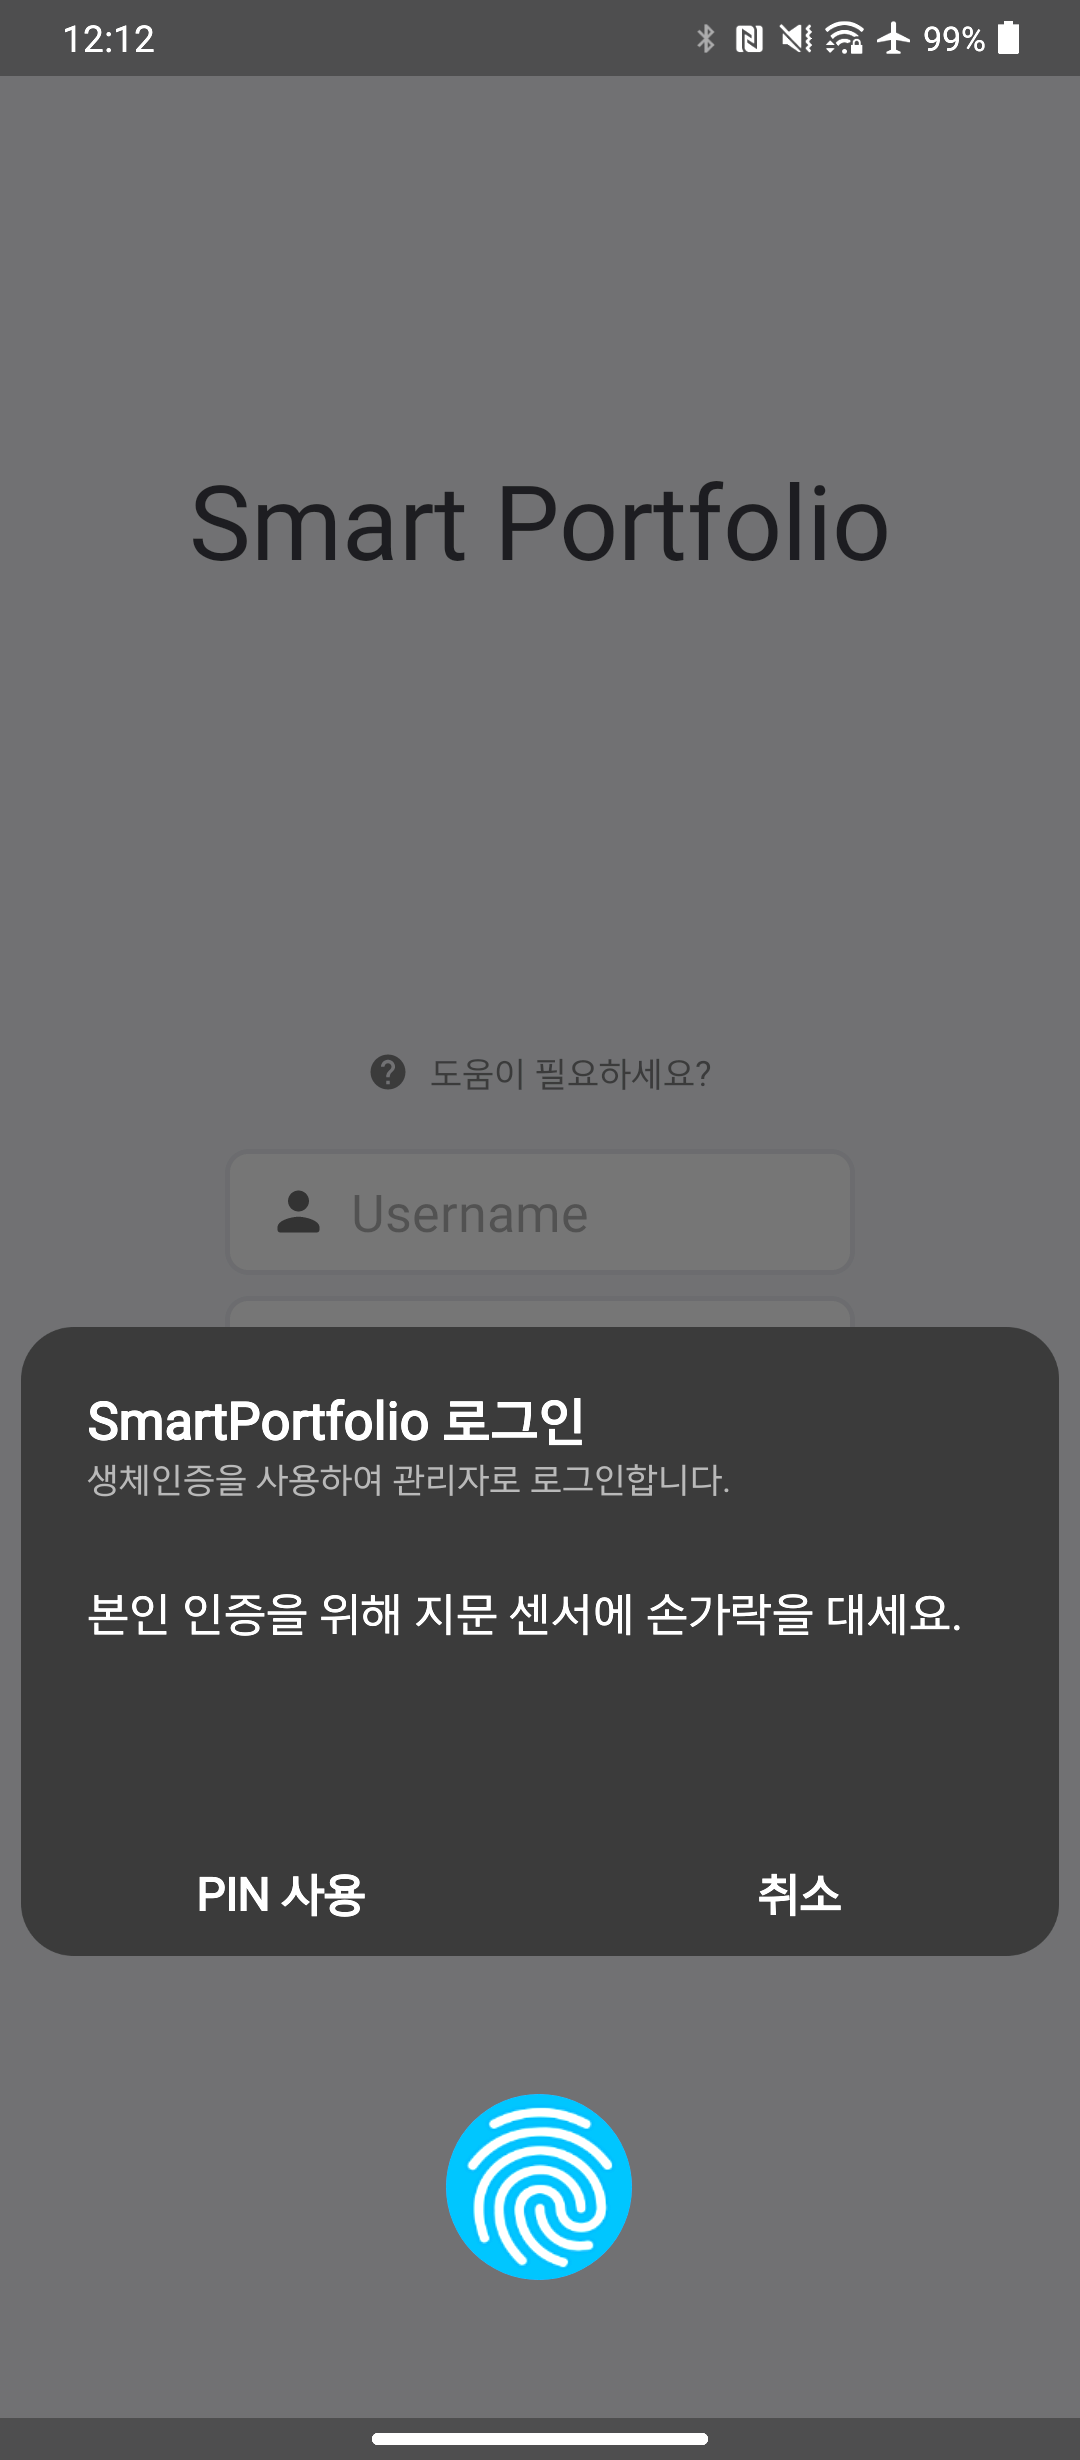 12:12
99%
Smart Portfolio
도움이 필요하세요?
Username
SmartPortfolio 로그인
생체인증을 사용하여 관리자로 로그인합니다.
본인 인증을 위해 지문 센서에 손가락을 대세요.
PIN 사용
취소